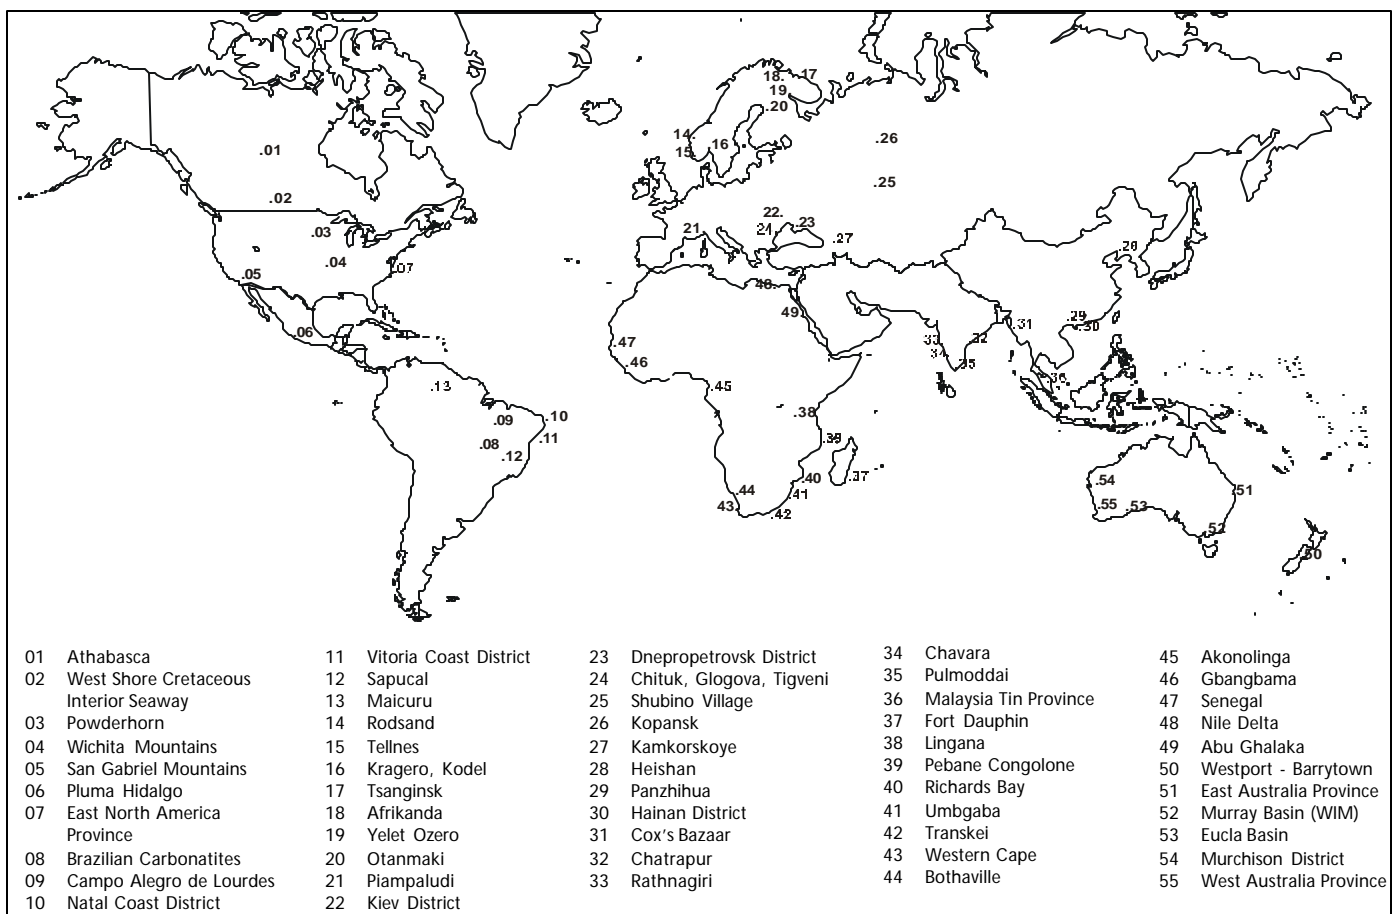 18.
.17
19
.20
14.
15.
16
.26
.01
.25
.02
22.
.23
21
24
.03
.27
.28
.04
.07
.05
48.
49
.29
.30
.31
.06
.32
33
.47
34
.35
.46
.36
.13
.45
.10
.09
.38
.11
.08
39
.12
.40
.37
.54
.44
.41
.51
43.
.55
.53
.42
.52
.50
01 Athabasca
02 West Shore Cretaceous
Interior Seaway
03 Powderhorn
04 Wichita Mountains
05 San Gabriel Mountains
06 Pluma Hidalgo
07 East North America
Province
08 Brazilian Carbonatites
09 Campo Alegro de Lourdes
10 Natal Coast District
11 Vitoria Coast District
12 Sapucal
13 Maicuru
14 Rodsand
15 Tellnes
16 Kragero, Kodel
17 Tsanginsk
18 Afrikanda
19 Yelet Ozero
20 Otanmaki
21 Piampaludi
22 Kiev District
23 Dnepropetrovsk District
24 Chituk, Glogova, Tigveni
25 Shubino Village
26 Kopansk
27 Kamkorskoye
28 Heishan
29 Panzhihua
30 Hainan District
31 Cox's Bazaar
32 Chatrapur
33 Rathnagiri
34 Chavara
35 Pulmoddai
36 Malaysia Tin Province
37 Fort Dauphin
38 Lingana
39 Pebane Congolone
40 Richards Bay
41 Umbgaba
42 Transkei
43 Western Cape
44 Bothaville
45 Akonolinga
46 Gbangbama
47 Senegal
48 Nile Delta
49 Abu Ghalaka
50 Westport - Barrytown
51 East Australia Province
52 Murray Basin (WIM)
53 Eucla Basin
54 Murchison District
55 West Australia Province